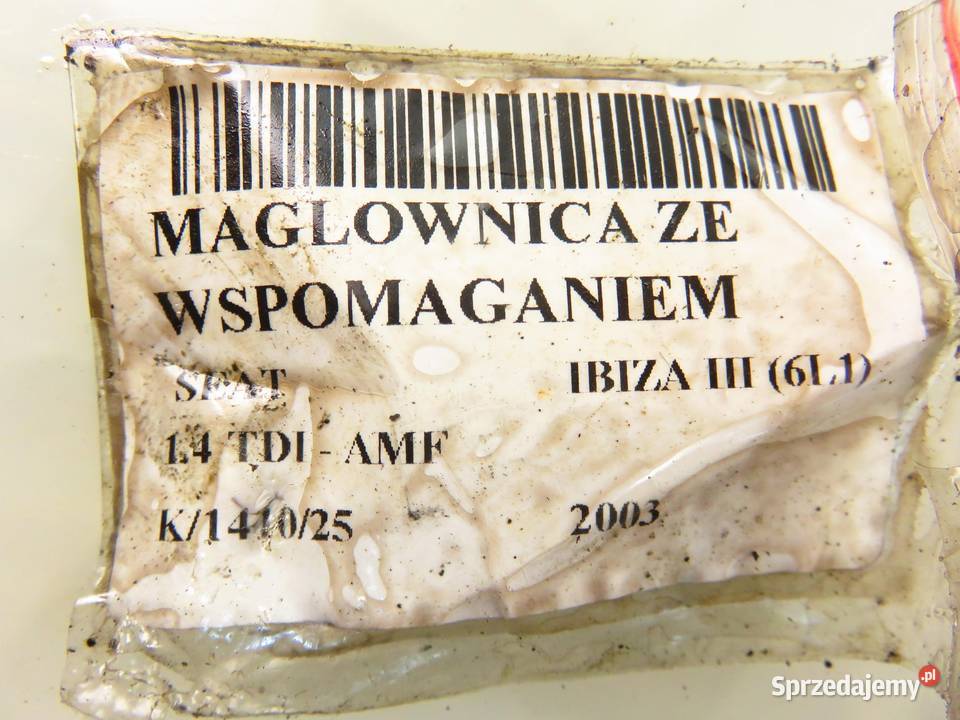 MAGLOWNICA ZE
WSPOMAGANIEM
SEAT IBIZA III (6L1)
1.4 TDI - AMF
K/1410/25 2003
Sprzedajemy.pl